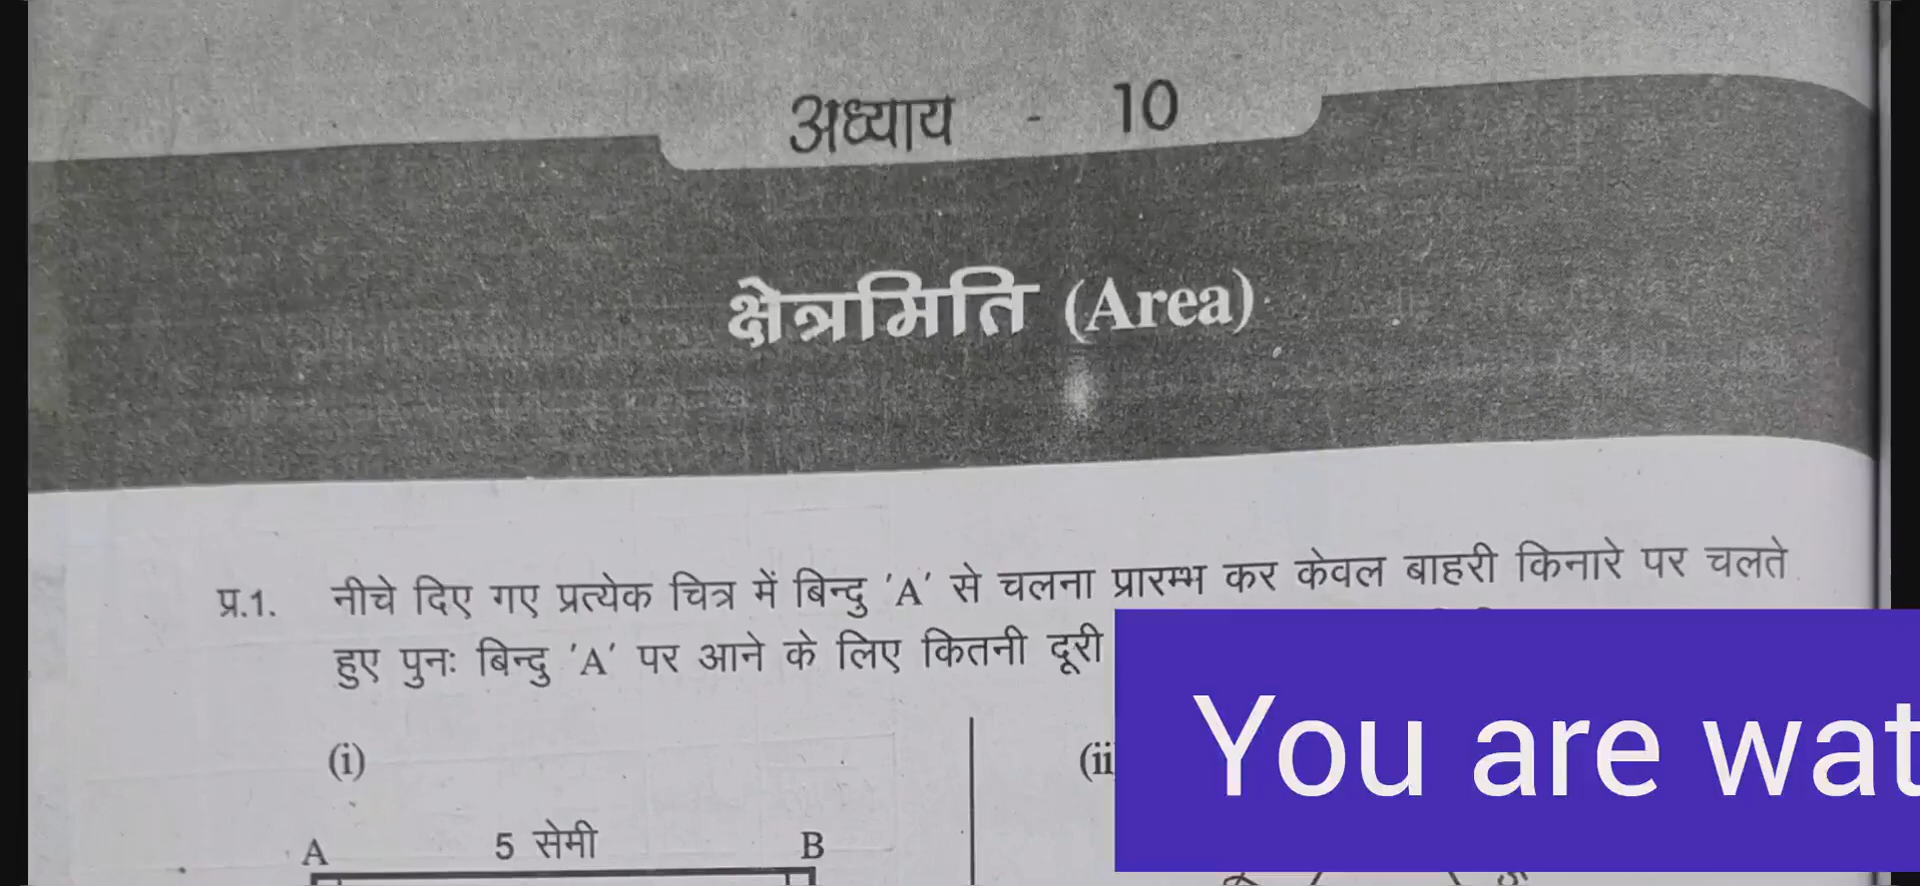 अध्याय - 10
क्षेत्रमिति (Area)
प्र.1. नीचे दिए गए प्रत्येक चित्र में बिन्दु 'A' से चलना प्रारम्भ कर केवल बाहरी किनारे पर चलते
हुए पुनः बिन्दु 'A' पर आने के लिए कितनी दूरी
You are wat
(i) (ii
A 5 सेमी B